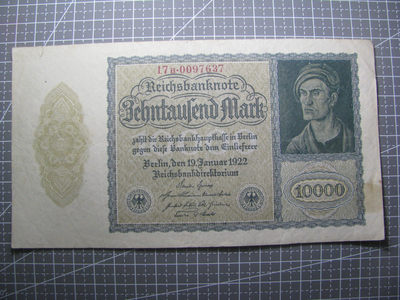 17H·0097637
Reichsbanknote
Zehntausend Mark
zahlt die Reichsbankhauptkasse in Berlin
gegen diese Banknote dem Einlieferer
Berlin, den 19. Januar 1922
Reichsbankdirektorium
10000